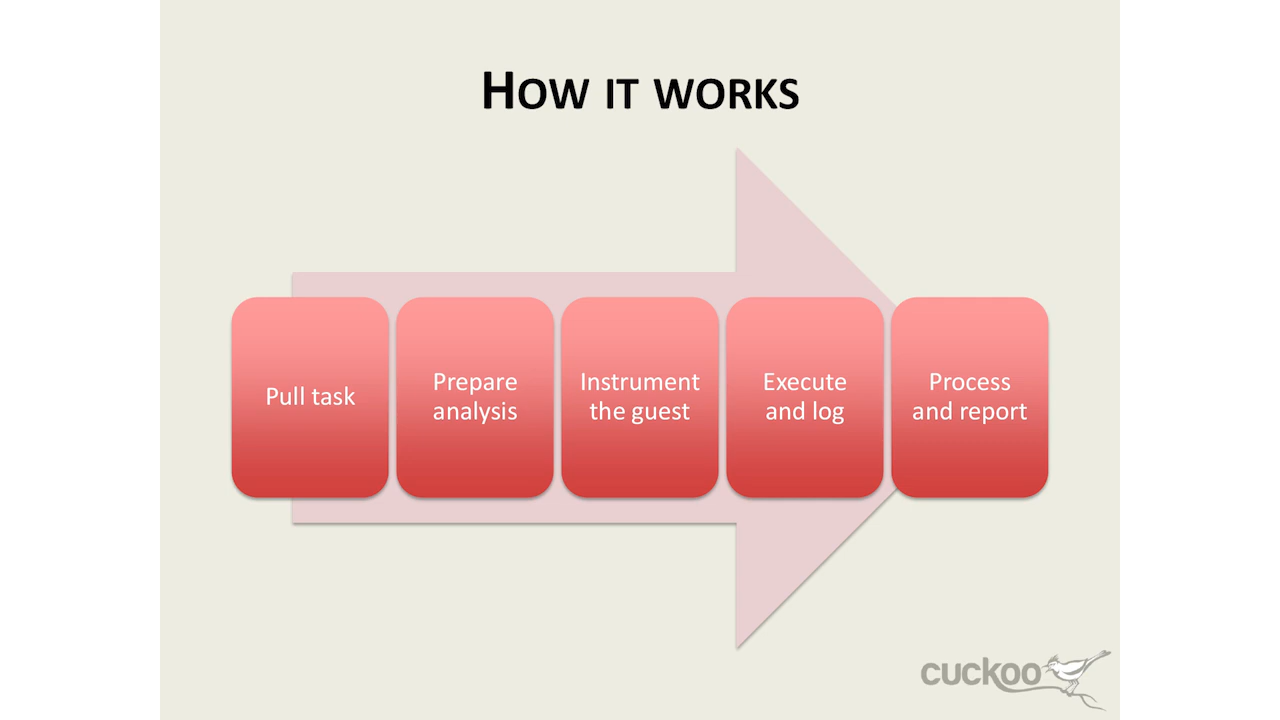 HOW IT WORKS
Pull task
Prepare
analysis
Instrument
the guest
Execute
and log
Process
and report
cuckoo